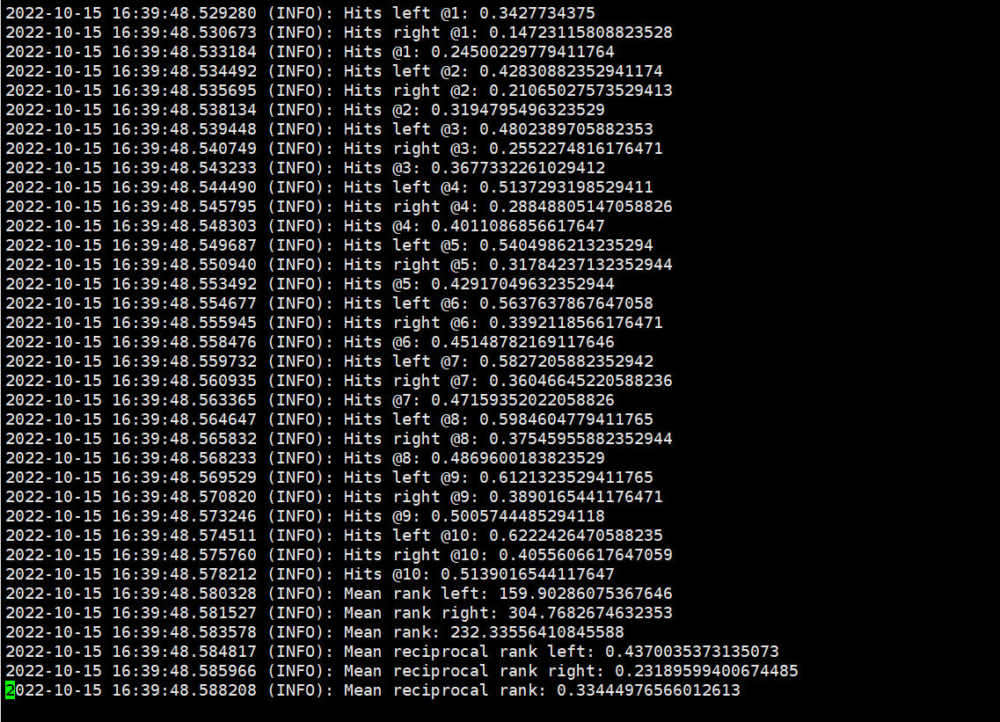 2022-10-15 16:39:48.529280 (INFO): Hits left @1: 0.3427734375
2022-10-15 16:39:48.530673 (INFO): Hits right @1: 0.14723115808823528
2022-10-15 16:39:48.533184 (INFO): Hits @1: 0.24500229779411764
2022-10-15 16:39:48.534492 (INFO): Hits left @2: 0.42830882352941174
2022-10-15 16:39:48.535695 (INFO): Hits right @2: 0.21065027573529413
2022-10-15 16:39:48.538134 (INFO): Hits @2: 0.3194795496323529
2022-10-15 16:39:48.539448 (INFO): Hits left @3: 0.4802389705882353
2022-10-15 16:39:48.540749 (INFO): Hits right @3: 0.2552274816176471
2022-10-15 16:39:48.543233 (INFO): Hits @3: 0.3677332261029412
2022-10-15 16:39:48.544490 (INFO): Hits left @4: 0.5137293198529411
2022-10-15 16:39:48.545795 (INFO): Hits right @4: 0.28848805147058826
2022-10-15 16:39:48.548303 (INFO): Hits @4: 0.4011086856617647
2022-10-15 16:39:48.549687 (INFO): Hits left @5: 0.5404986213235294
2022-10-15 16:39:48.550940 (INFO): Hits right @5: 0.31784237132352944
2022-10-15 16:39:48.553492 (INFO): Hits @5: 0.42917049632352944
2022-10-15 16:39:48.554677 (INFO): Hits left @6: 0.5637637867647058
2022-10-15 16:39:48.555945 (INFO): Hits right @6: 0.3392118566176471
2022-10-15 16:39:48.558476 (INFO): Hits @6: 0.45148782169117646
2022-10-15 16:39:48.559732 (INFO): Hits left @7: 0.5827205882352942
2022-10-15 16:39:48.560935 (INFO): Hits right @7: 0.36046645220588236
2022-10-15 16:39:48.563365 (INFO): Hits @7: 0.47159352022058826
2022-10-15 16:39:48.564647 (INFO): Hits left @8: 0.5984604779411765
2022-10-15 16:39:48.565832 (INFO): Hits right @8: 0.37545955882352944
2022-10-15 16:39:48.568233 (INFO): Hits @8: 0.4869600183823529
2022-10-15 16:39:48.569529 (INFO): Hits left @9: 0.6121323529411765
2022-10-15 16:39:48.570820 (INFO): Hits right @9: 0.3890165441176471
2022-10-15 16:39:48.573246 (INFO): Hits @9: 0.5005744485294118
2022-10-15 16:39:48.574511 (INFO): Hits left @10: 0.6222426470588235
2022-10-15 16:39:48.575760 (INFO): Hits right @10: 0.4055606617647059
2022-10-15 16:39:48.578212 (INFO): Hits @10: 0.5139016544117647
2022-10-15 16:39:48.580328 (INFO): Mean rank left: 159.90286075367646
2022-10-15 16:39:48.581527 (INFO): Mean rank right: 304.7682674632353
2022-10-15 16:39:48.583578 (INFO): Mean rank: 232.33556410845588
2022-10-15 16:39:48.584817 (INFO): Mean reciprocal rank left: 0.4370035373135073
2022-10-15 16:39:48.585966 (INFO): Mean reciprocal rank right: 0.23189599400674485
2022-10-15 16:39:48.588208 (INFO): Mean reciprocal rank: 0.33444976566012613